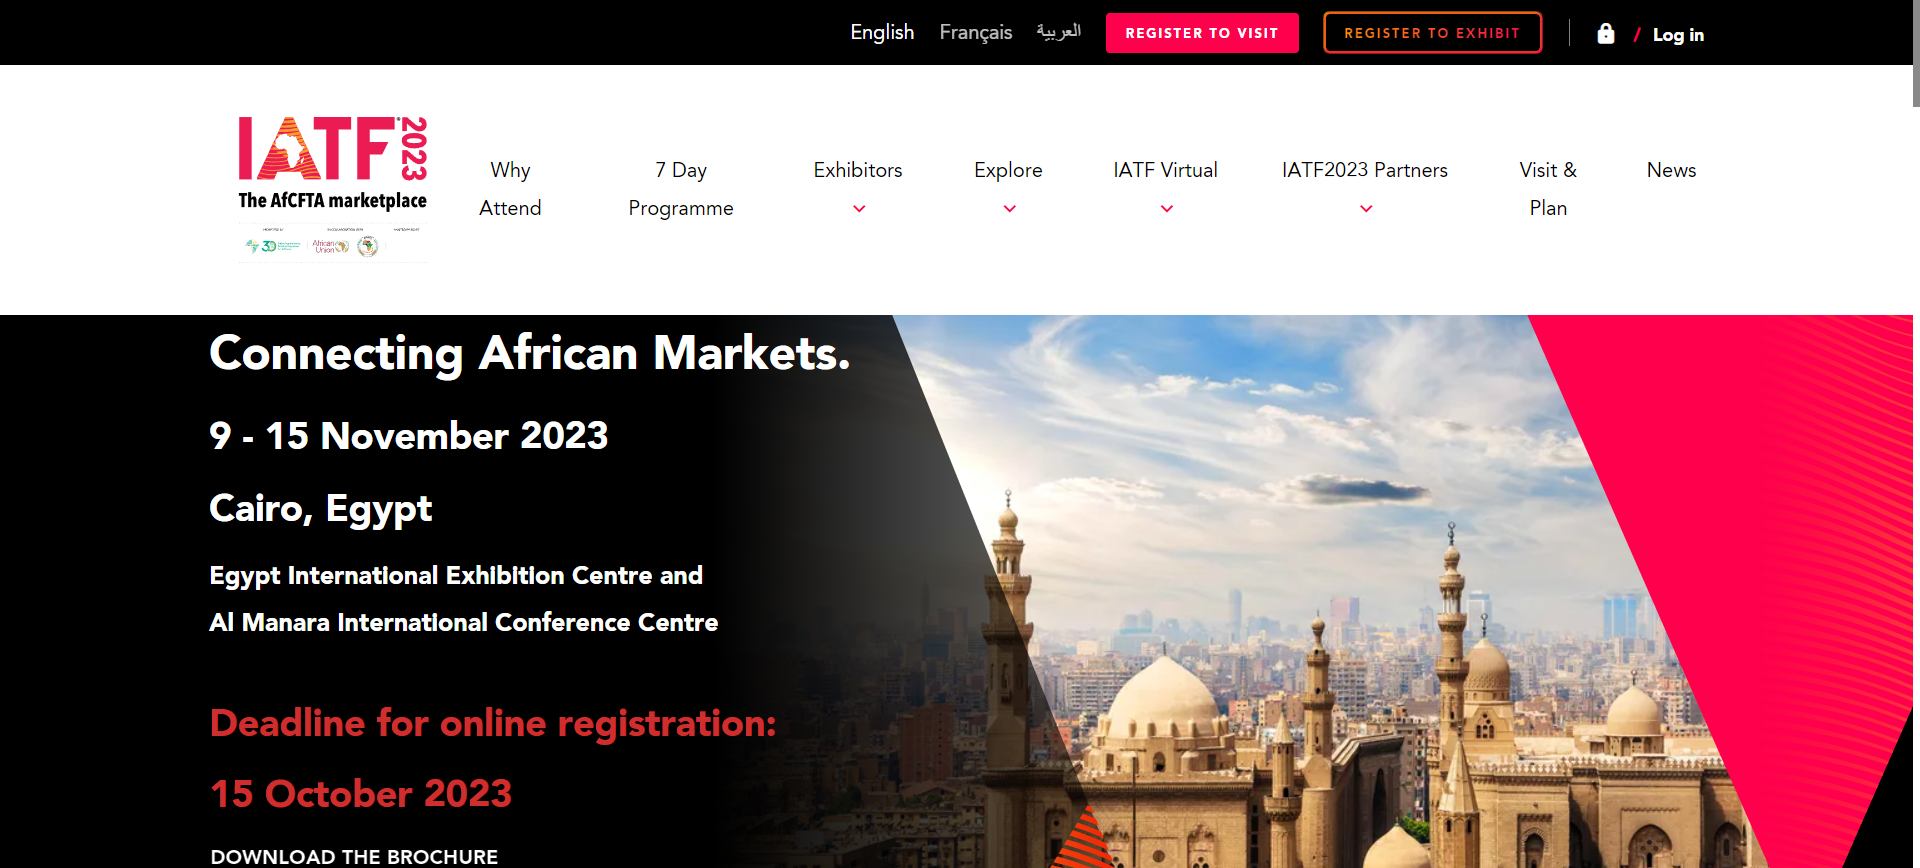 English Français العربية REGISTER TO VISIT REGISTER TO EXHIBIT / Log in
IATF 2023
The AfCFTA marketplace
African
Union
Why
Attend
7 Day
Programme
Exhibitors
Explore
IATF Virtual
IATF2023 Partners
Visit &
Plan
News
Connecting African Markets.
9 - 15 November 2023
Cairo, Egypt
Egypt International Exhibition Centre and
Al Manara International Conference Centre
Deadline for online registration:
15 October 2023
DOWNLOAD THE BROCHURE